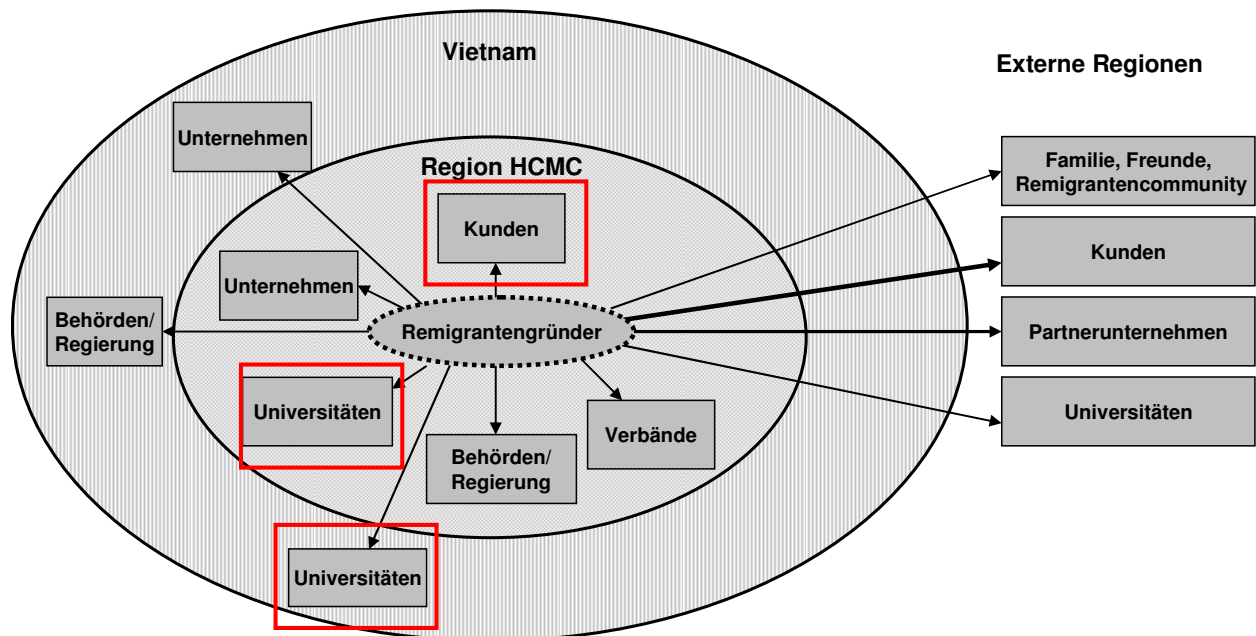 Vietnam
Externe Regionen
Unternehmen
Region HCMC
Familie, Freunde,
Remigrantencommunity
Kunden
Kunden
Unternehmen
Behörden/
Regierung
Remigrantengründer
Partnerunternehmen
Universitäten
Universitäten
Verbände
Behörden/
Regierung
Universitäten